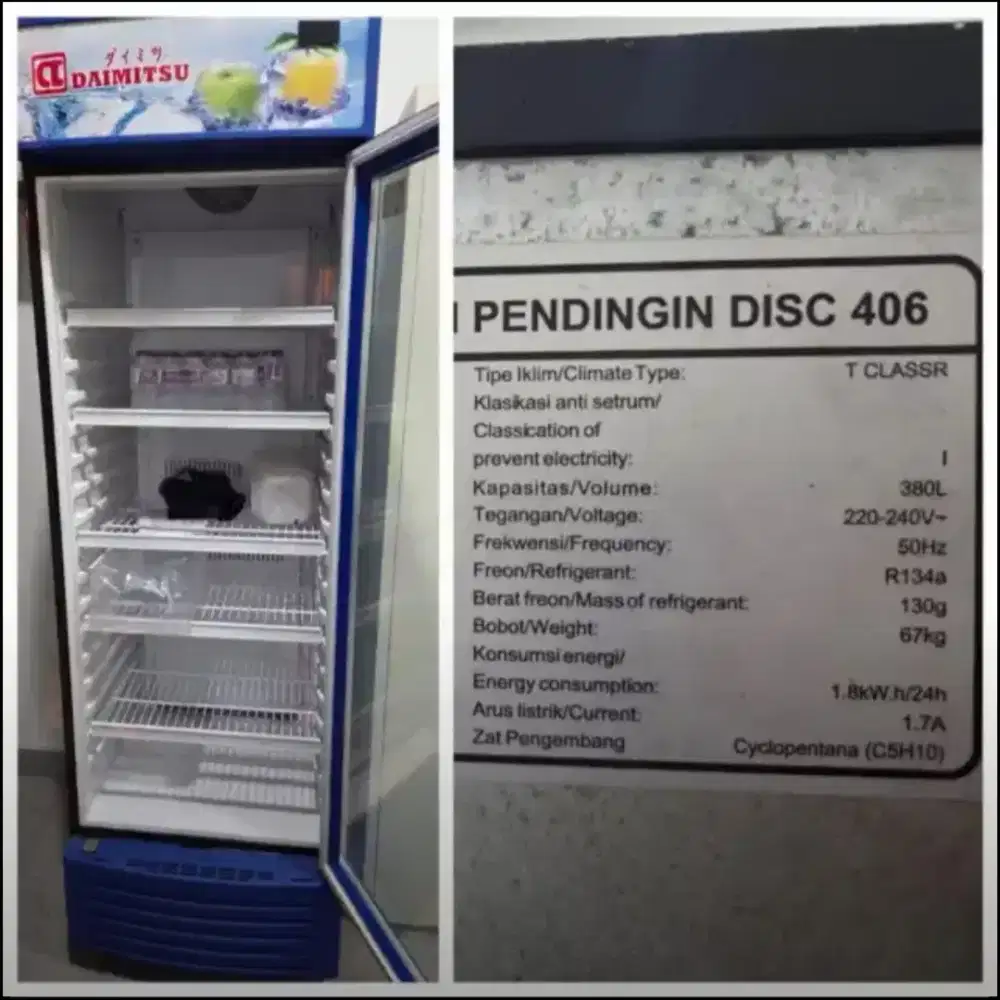 ダイミツ
DAIMITSU
PENDINGIN DISC 406
Tipe Iklim/Climate Type: T CLASSR
Klasikasi anti setrum/
Classication of
prevent electricity: I
Kapasitas/Volume: 380L
Tegangan/Voltage: 220-240V~
Frekwensi/Frequency: 50Hz
Freon/Refrigerant: R134a
Berat freon/Mass of refrigerant: 130g
Bobot/Weight: 67kg
Konsumsi energi/
Energy consumption: 1.8kW.h/24h
Arus listrik/Current: 1.7A
Zat Pengembang Cyclopentana (C5H10)